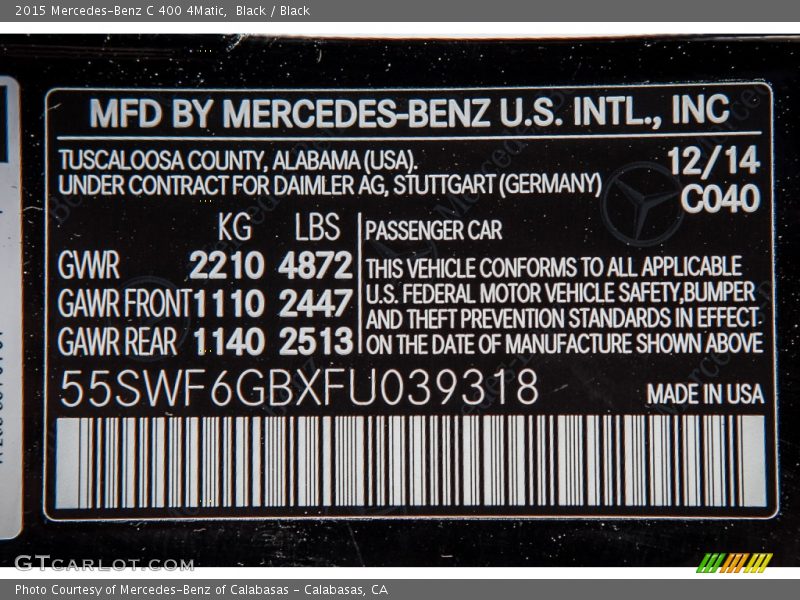 2015 Mercedes-Benz C 400 4Matic,  Black / Black
MFD BY MERCEDES-BENZ U.S. INTL., INC
TUSCALOOSA COUNTY, ALABAMA (USA).
12/14
UNDER CONTRACT FOR DAIMLER AG, STUTTGART (GERMANY)
C040
KG LBS
PASSENGER CAR
GVWR 2210 4872
GAWR FRONT 1110 2447
GAWR REAR 1140 2513
THIS VEHICLE CONFORMS TO ALL APPLICABLE
U.S. FEDERAL MOTOR VEHICLE SAFETY,BUMPER
AND THEFT PREVENTION STANDARDS IN EFFECT
ON THE DATE OF MANUFACTURE SHOWN ABOVE
55SWF6GBXFU039318
MADE IN USA
GTCARLOT.COM
Photo Courtesy of Mercedes-Benz of Calabasas - Calabasas, CA